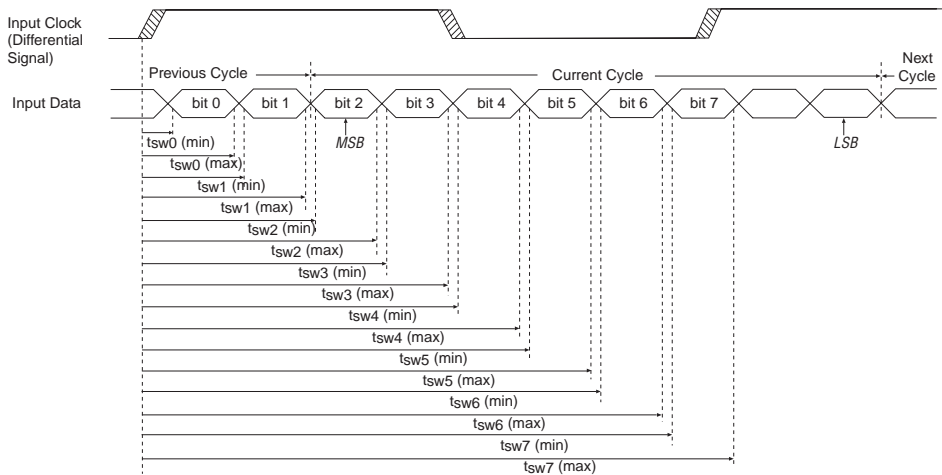 Input Clock
(Differential
Signal)
Previous Cycle
Current Cycle
Next
Cycle
Input Data
bit 0
bit 1
bit 2
bit 3
bit 4
bit 5
bit 6
bit 7
MSB
LSB
tsw0 (min)
tsw0 (max)
tsw1 (min)
tsw1 (max)
tsw2 (min)
tsw2 (max)
tsw3 (min)
tsw3 (max)
tsw4 (min)
tsw4 (max)
tsw5 (min)
tsw5 (max)
tsw6 (min)
tsw6 (max)
tsw7 (min)
tsw7 (max)